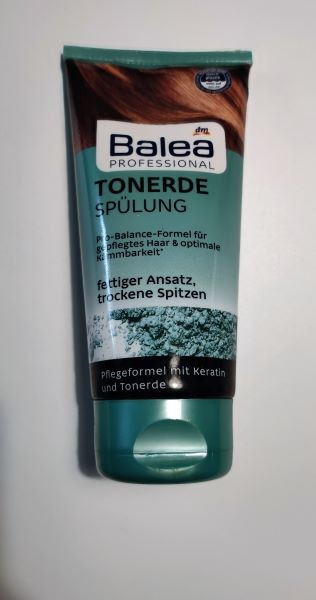 dm
Balea
PROFESSIONAL
TONERDE
SPÜLUNG
Pro-Balance-Formel für
gepflegtes Haar & optimale
Kämmbarkeit*
fettiger Ansatz,
trockene Spitzen
Pflegeformel mit Keratin
und Tonerde